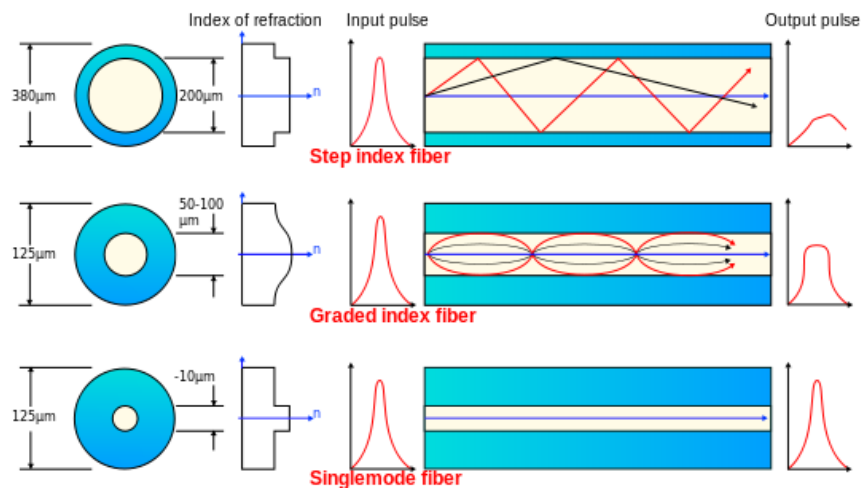 Index of refraction
Input pulse
Output pulse
380μm
200μm
n
Step index fiber
50-100
μm
125μm
n
Graded index fiber
-10μm
125μm
n
Singlemode fiber